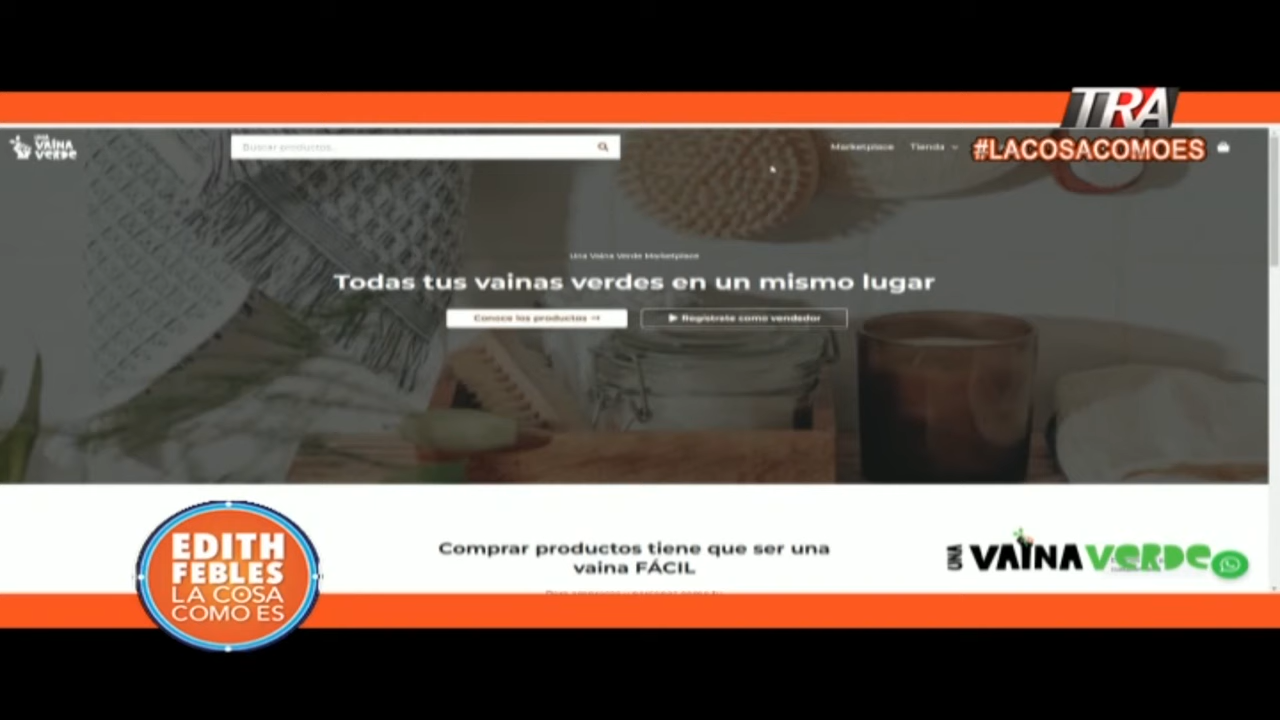 TRA
#LACOSACOMOES
UNA
VAINA
VERDE
Buscar productos...
Marketplace
Tienda
Una Vaina Verde Marketplace
Todas tus vainas verdes en un mismo lugar
Conoce los productos →
Regístrate como vendedor
Comprar productos tiene que ser una
vaina FÁCIL
UNA VAINA VERDE
EDITH
FEBLES
LA COSA
COMO ES